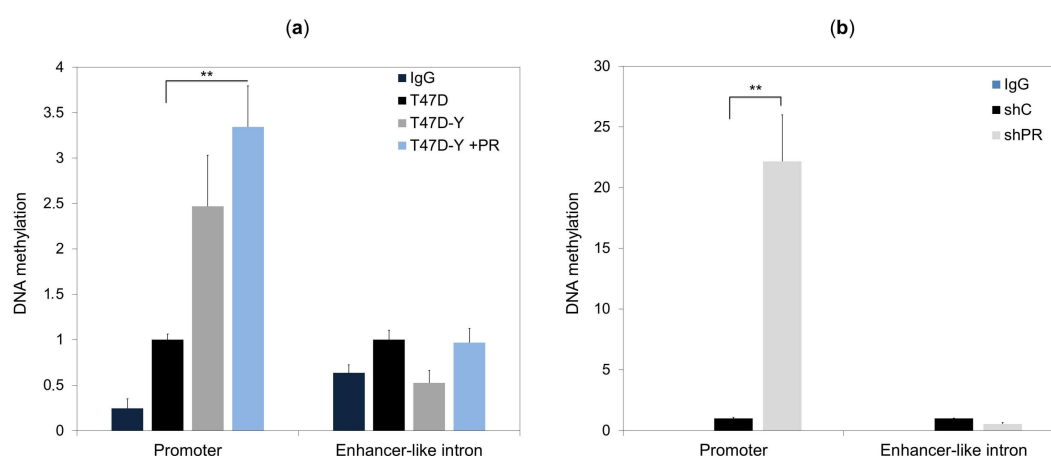 (a)
DNA methylation
4
3.5
3
2.5
2
1.5
1
0.5
0
**
IgG
T47D
T47D-Y
T47D-Y +PR
Promoter
Enhancer-like intron
(b)
DNA methylation
30
25
20
15
10
5
0
**
IgG
shC
shPR
Promoter
Enhancer-like intron